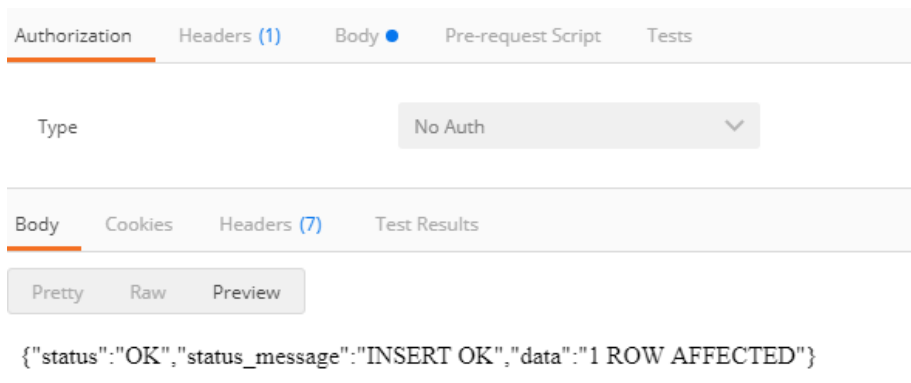 Authorization Headers (1) Body Pre-request Script Tests
Type No Auth
Body Cookies Headers (7) Test Results
Pretty Raw Preview
{"status":"OK","status_message":"INSERT OK","data":"1 ROW AFFECTED"}